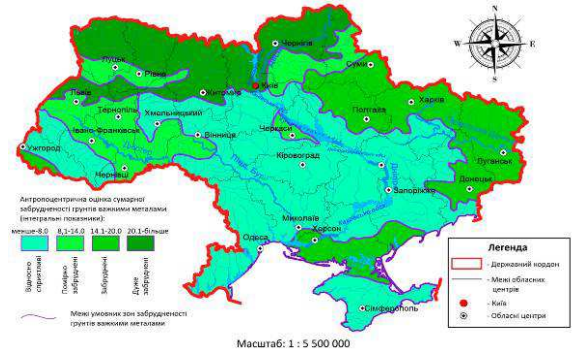 N
W E
S
Чернігів
Луцьк
Рівне
Суми
Київ
Житомир
Львів
Харків
Тернопіль
Полтава
Хмельницький
Івано-Франківськ
Черкаси
Вінниця
Ужгород
Луганськ
Кіровоград
Чернівці
Донецьк
Запоріжжя
Миколаїв
Херсон
Одеса
Сімферополь
Антропоцентрична оцінка сумарної
забрудненості грунтів важкими металами
(інтегральні показники):
менше-8.0 8,1-14.0 14.1-20.0 20.1-більше
Відносно сприятливі
Помірно забруднені
Забруднені
Дуже забруднені
Межі умовних зон забрудненості
грунтів важкими металами
Легенда
- Державний кордон
- Межі обласних
центрів
- Київ
- Обласні центри
Масштаб: 1 : 5 500 000